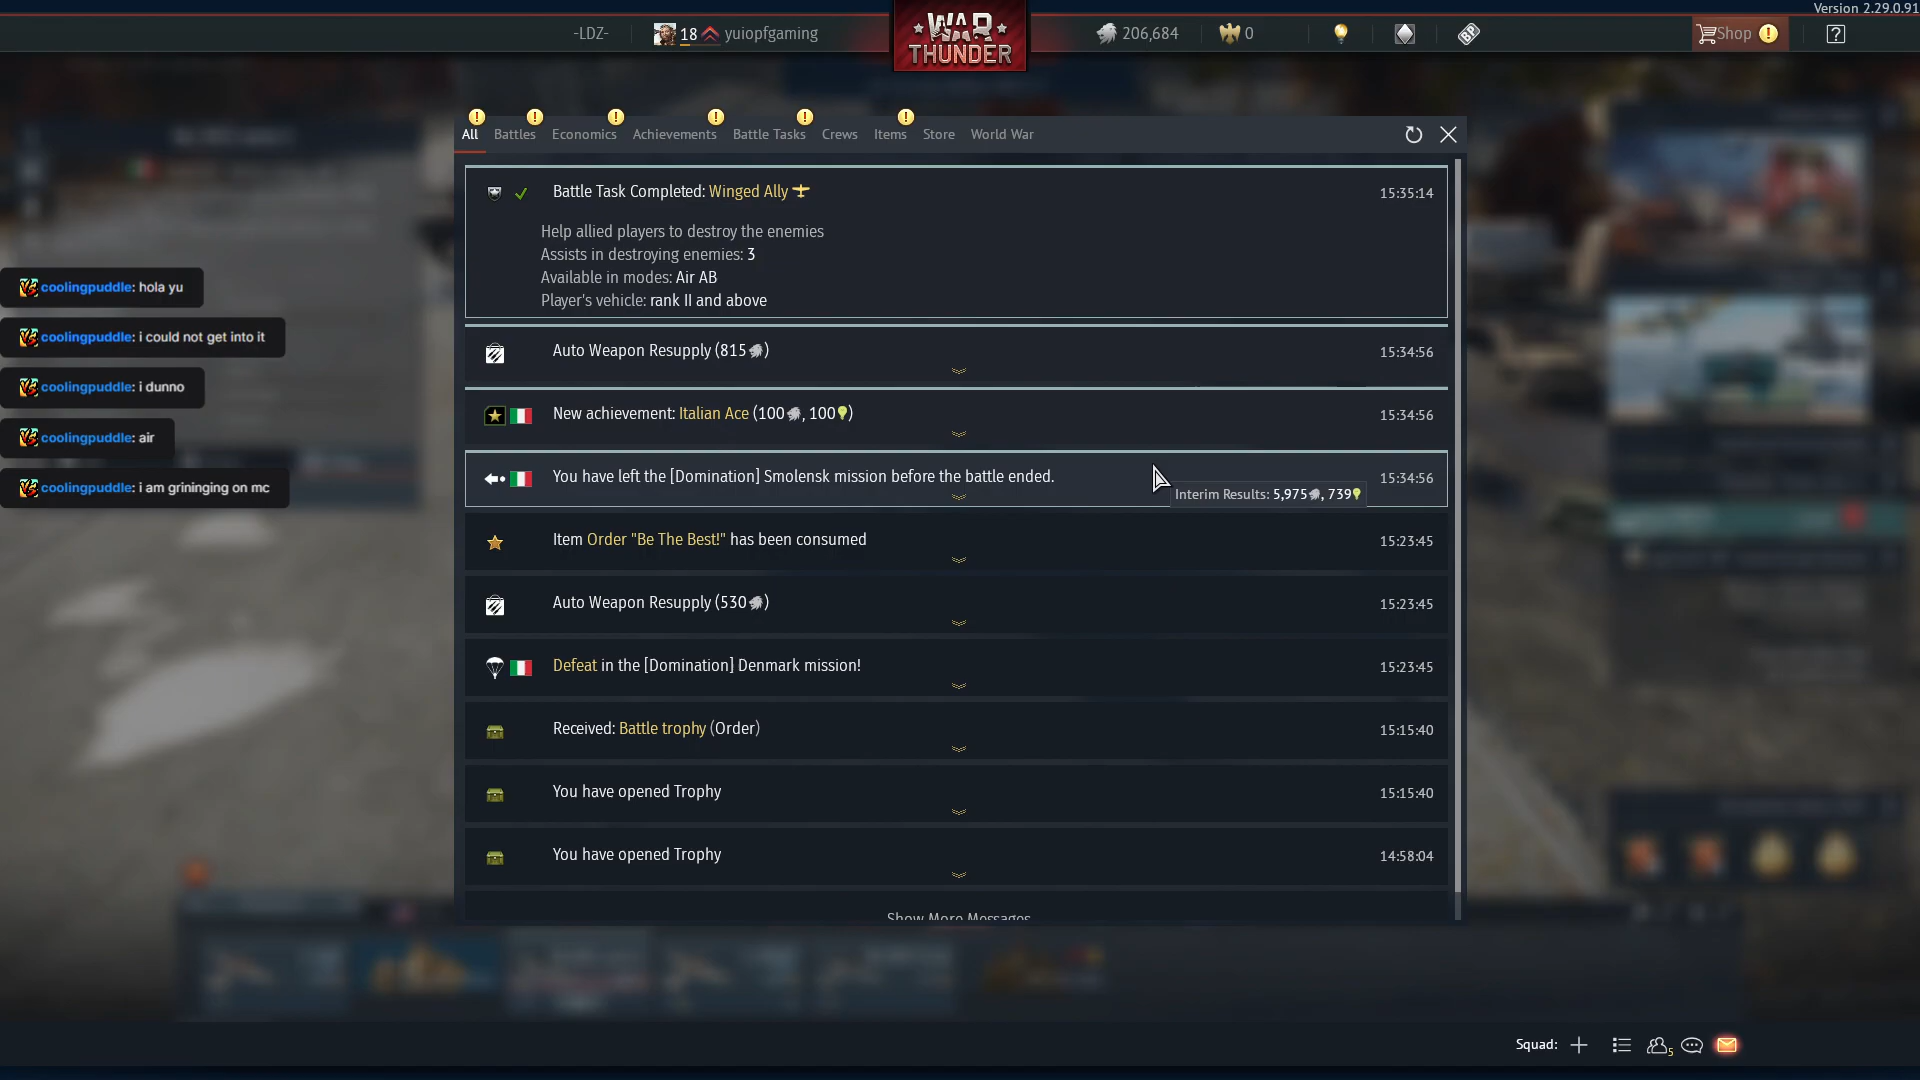 Version 2.29.0.91
-LDZ-
18 yuiopfgaming
WAR THUNDER
206,684
0
BP
Shop !
?
All
Battles
Economics
Achievements
Battle Tasks
Crews
Items
Store
World War
Battle Task Completed: Winged Ally
15:35:14
Help allied players to destroy the enemies
Assists in destroying enemies: 3
Available in modes: Air AB
Player's vehicle: rank II and above
Auto Weapon Resupply (815)
15:34:56
New achievement: Italian Ace (100, 100)
15:34:56
You have left the [Domination] Smolensk mission before the battle ended.
15:34:56
Interim Results: 5,975, 739
Item Order "Be The Best!" has been consumed
15:23:45
Auto Weapon Resupply (530)
15:23:45
Defeat in the [Domination] Denmark mission!
15:23:45
Received: Battle trophy (Order)
15:15:40
You have opened Trophy
15:15:40
You have opened Trophy
14:58:04
Show More Messages
coolingpuddle: hola yu
coolingpuddle: i could not get into it
coolingpuddle: i dunno
coolingpuddle: air
coolingpuddle: i am grininging on mc
Squad:
5